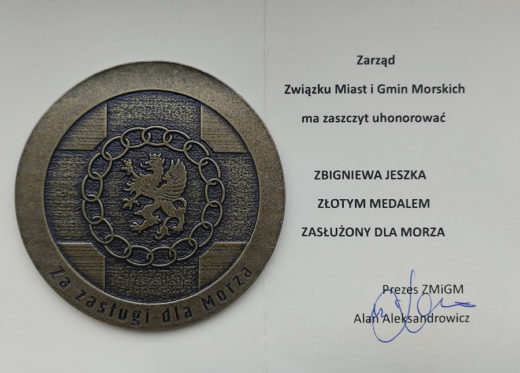 Za zasługi dla Morza
Zarząd
Związku Miast i Gmin Morskich
ma zaszczyt uhonorować
ZBIGNIEWA JESZKA
ZŁOTYM MEDALEM
ZASŁUŻONY DLA MORZA
Prezes ZMiGM
Alan Aleksandrowicz